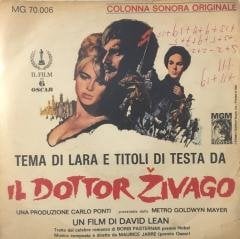 MG. 70.006
COLONNA SONORA ORIGINALE
IL FILM
6
OSCAR
MGM
TEMA DI LARA E TITOLI DI TESTA DA
IL DOTTOR ŽIVAGO
UNA PRODUZIONE CARLO PONTI presentata dalla METRO GOLDWYN MAYER
UN FILM DI DAVID LEAN
Tratto dal celebre romanzo di BORIS PASTERNAK premio Nobel
Musica composta e diretta da MAURICE JARRE (premio Oscar)